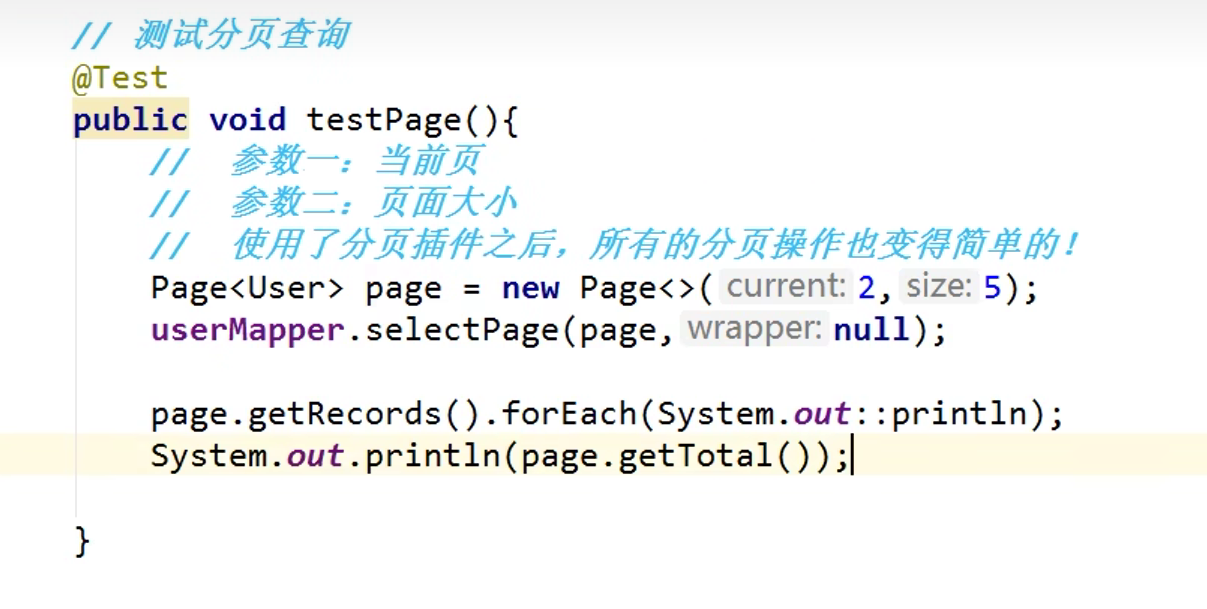 // 测试分页查询
@Test
public void testPage(){
// 参数一：当前页
// 参数二：页面大小
// 使用了分页插件之后，所有的分页操作也变得简单的！
Page<User> page = new Page<>( current: 2, size: 5);
userMapper.selectPage(page, wrapper: null);
page.getRecords().forEach(System.out::println);
System.out.println(page.getTotal());
}